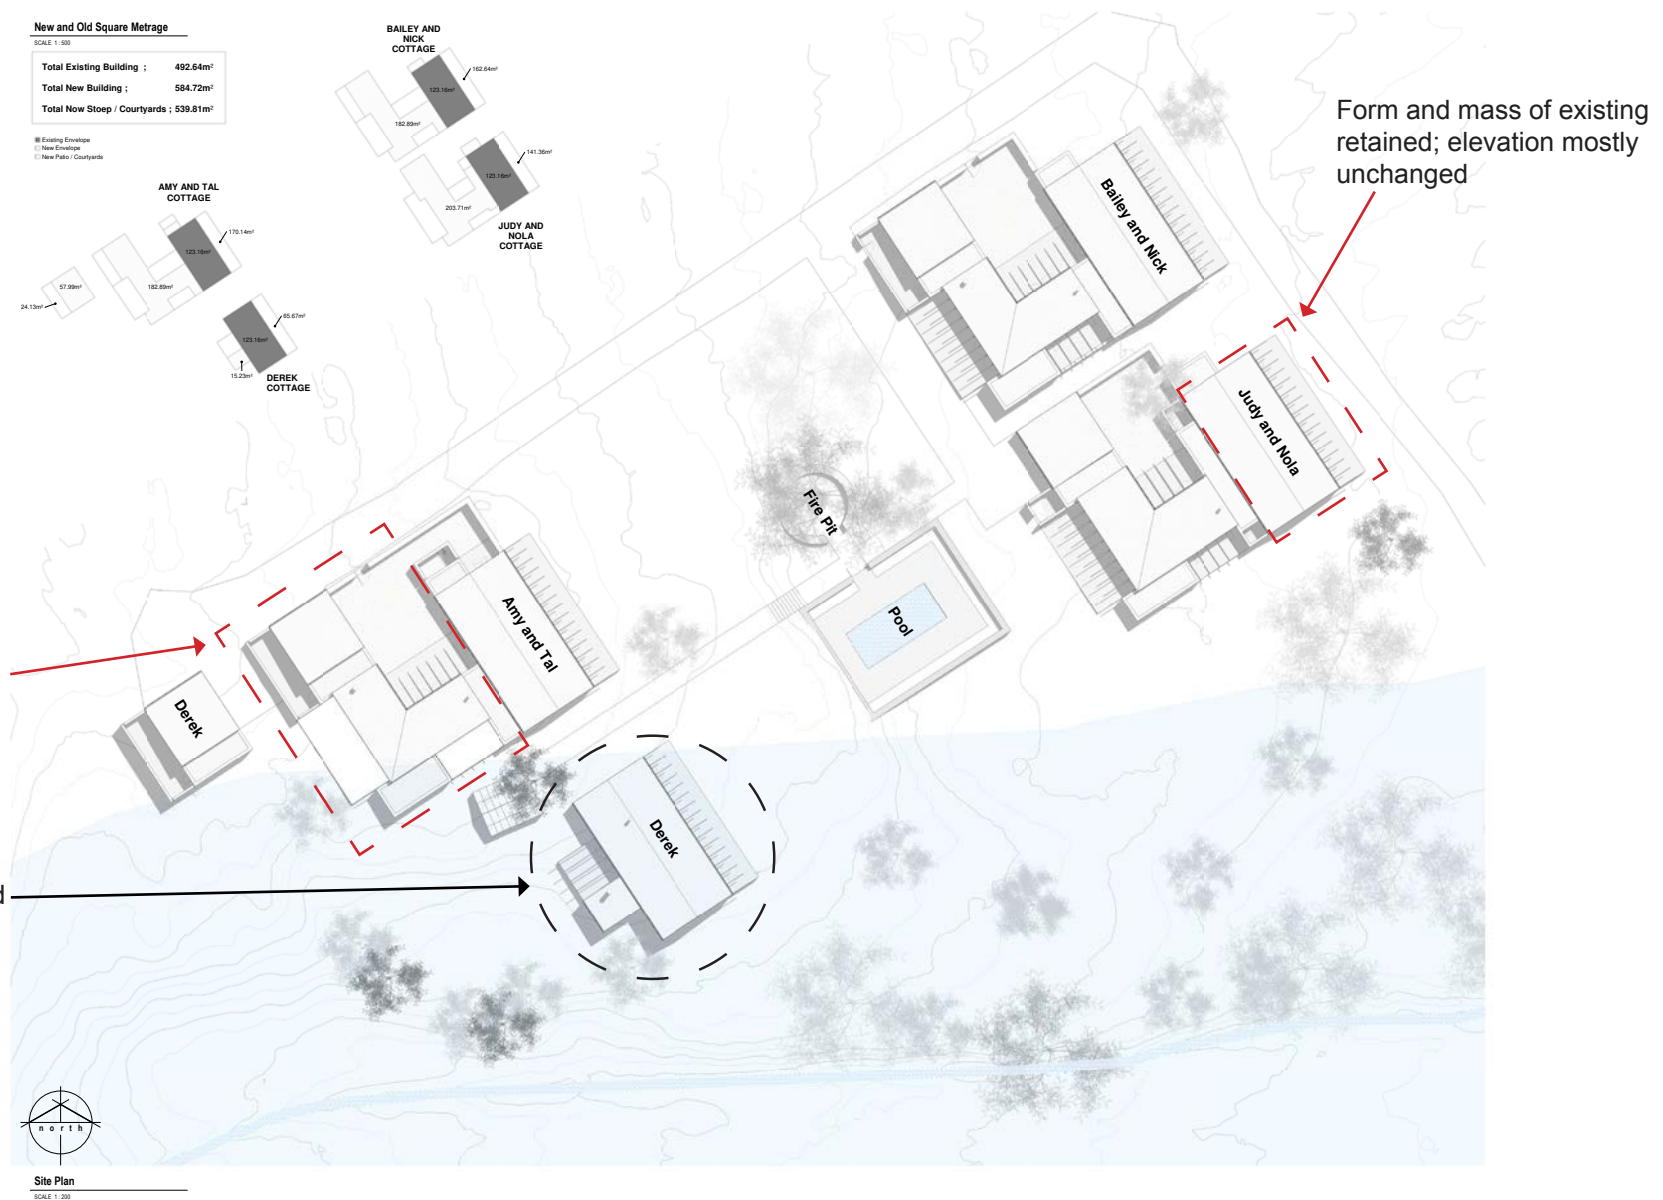 New and Old Square Metrage
SCALE 1 : 500
Total Existing Building ; 492.64m²
Total New Building ; 584.72m²
Total Now Stoep / Courtyards ; 539.81m²
Existing Envelope
New Envelope
New Patio / Courtyards
BAILEY AND
NICK
COTTAGE
162.64m²
123.16m²
182.89m²
141.36m²
123.16m²
203.71m²
JUDY AND
NOLA
COTTAGE
AMY AND TAL
COTTAGE
170.14m²
123.16m²
57.99m²
182.89m²
24.13m²
65.67m²
123.16m²
15.23m²
DEREK
COTTAGE
Form and mass of existing
retained; elevation mostly
unchanged
Bailey and Nick
Judy and Nola
Fire Pit
Pool
Amy and Tal
Derek
Derek
d
north
Site Plan
SCALE 1 : 200